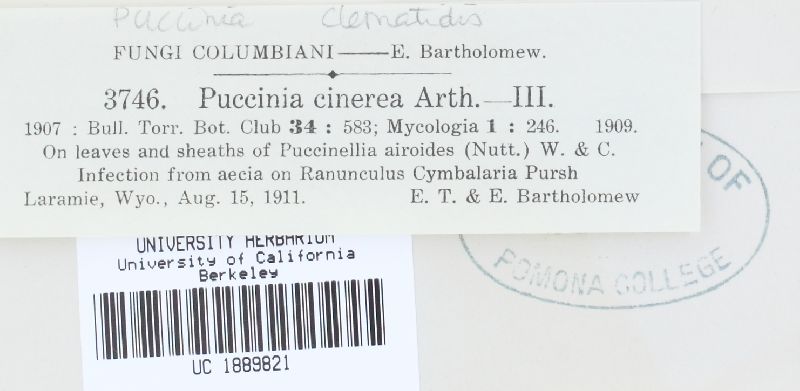 Puccinia clematidis
FUNGI COLUMBIANI——E. Bartholomew.
3746. Puccinia cinerea Arth.—III.
1907 : Bull. Torr. Bot. Club 34 : 583; Mycologia 1 : 246. 1909.
On leaves and sheaths of Puccinellia airoides (Nutt.) W. & C.
Infection from aecia on Ranunculus Cymbalaria Pursh
Laramie, Wyo., Aug. 15, 1911. E. T. & E. Bartholomew
OF
POMONA COLLEGE
UNIVERSITY HERBARIUM
University of California
Berkeley
UC 1889821